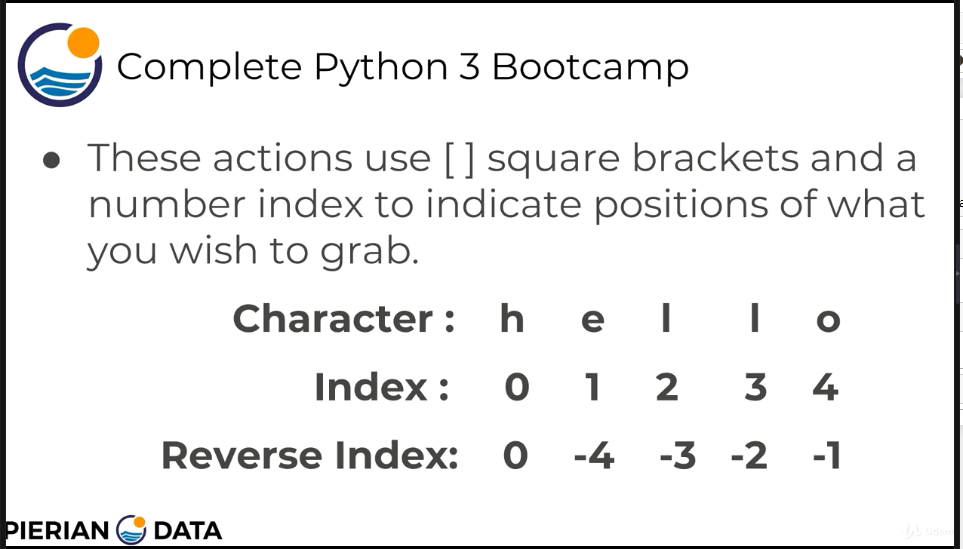 Complete Python 3 Bootcamp
● These actions use [ ] square brackets and a
number index to indicate positions of what
you wish to grab.
Character : h e l l o
Index : 0 1 2 3 4
Reverse Index: 0 -4 -3 -2 -1
PIERIAN DATA